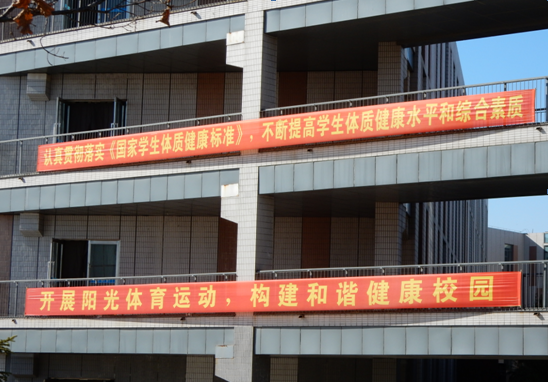 认真贯彻落实《国家学生体质健康标准》，不断提高学生体质健康水平和综合素质
开展阳光体育运动，构建和谐健康校园